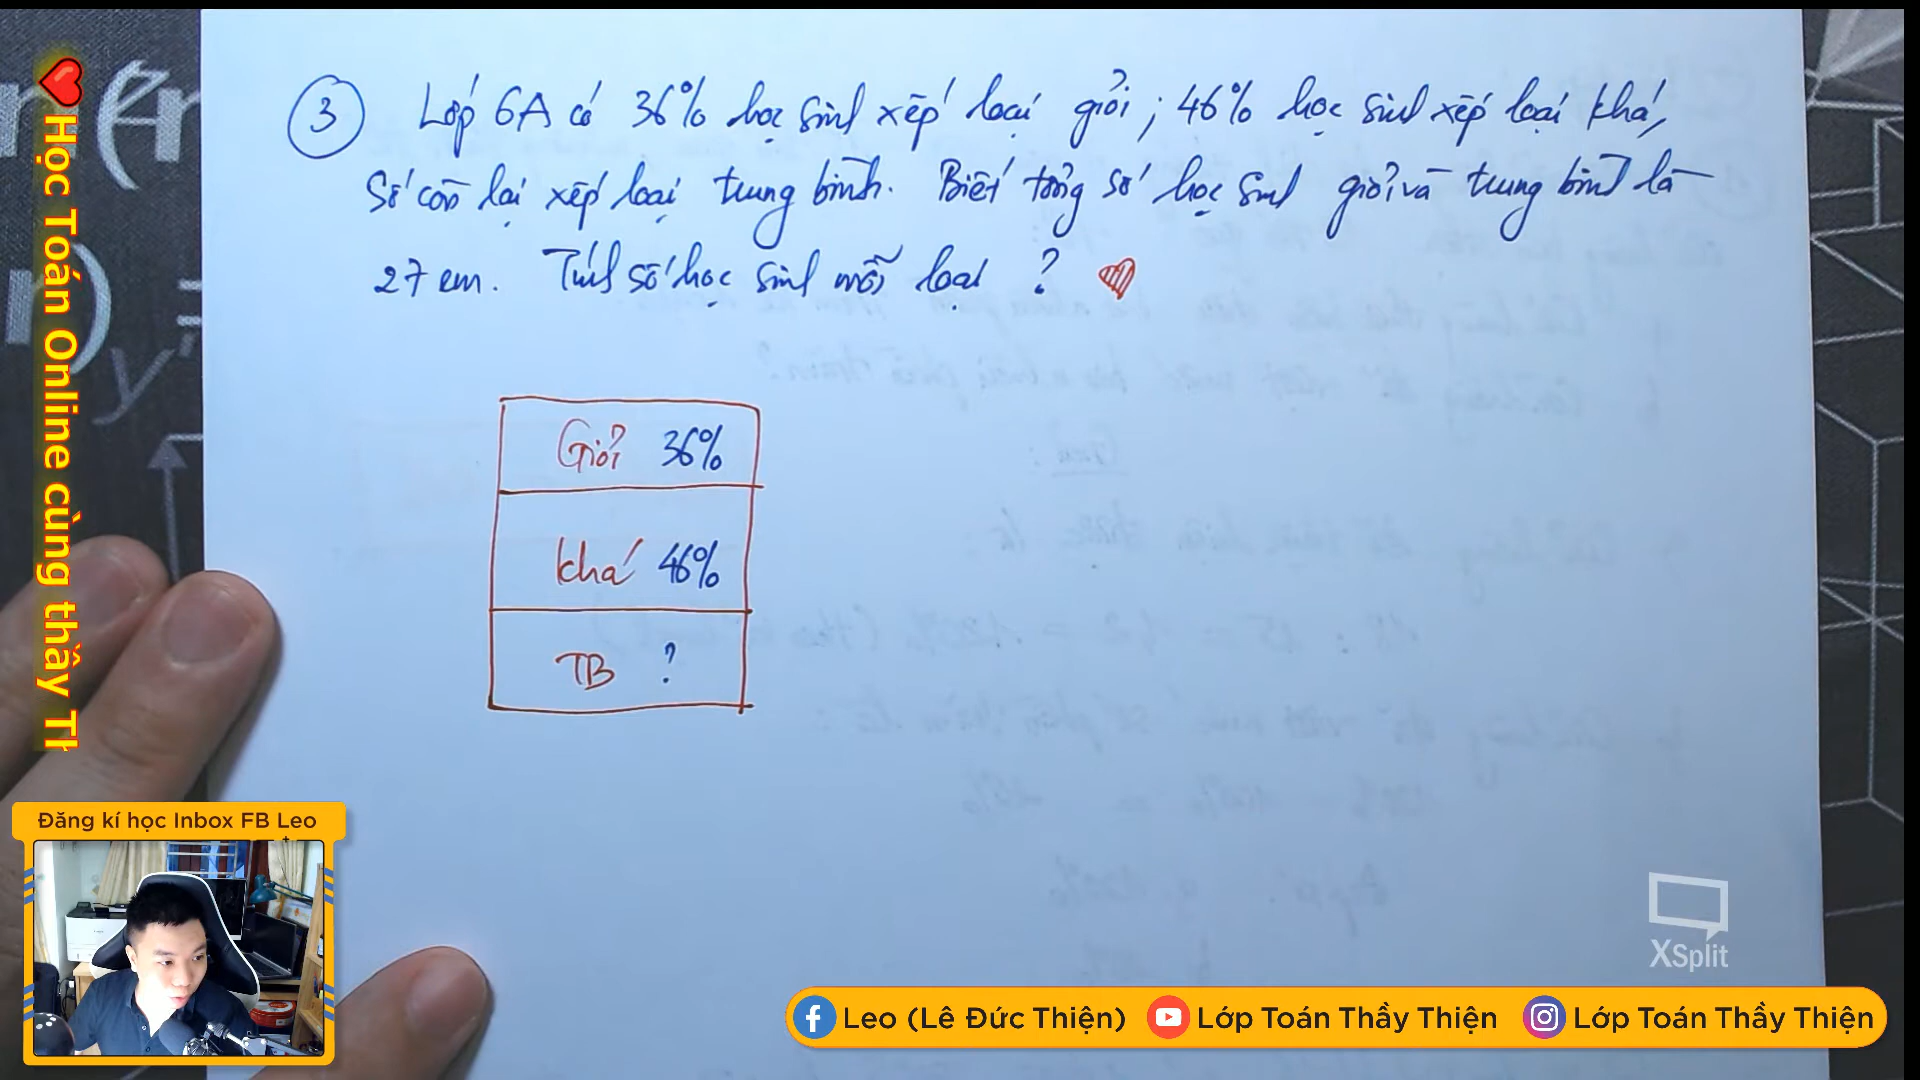 ③ Lớp 6A có 36% học sinh xếp loại giỏi ; 46% học sinh xếp loại khá,
Số còn lại xếp loại trung bình. Biết tổng số học sinh giỏi và trung bình là
27 em. Tính số học sinh mỗi loại ?
Giỏi 36%
khá 46%
TB ?
Học Toán Online cùng thầy Th
Đăng kí học Inbox FB Leo
XSplit
Leo (Lê Đức Thiện) Lớp Toán Thầy Thiện Lớp Toán Thầy Thiện